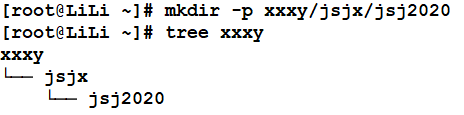 [root@LiLi ~]# mkdir -p xxxy/jsjx/jsj2020
[root@LiLi ~]# tree xxxy
xxxy
└── jsjx
    └── jsj2020